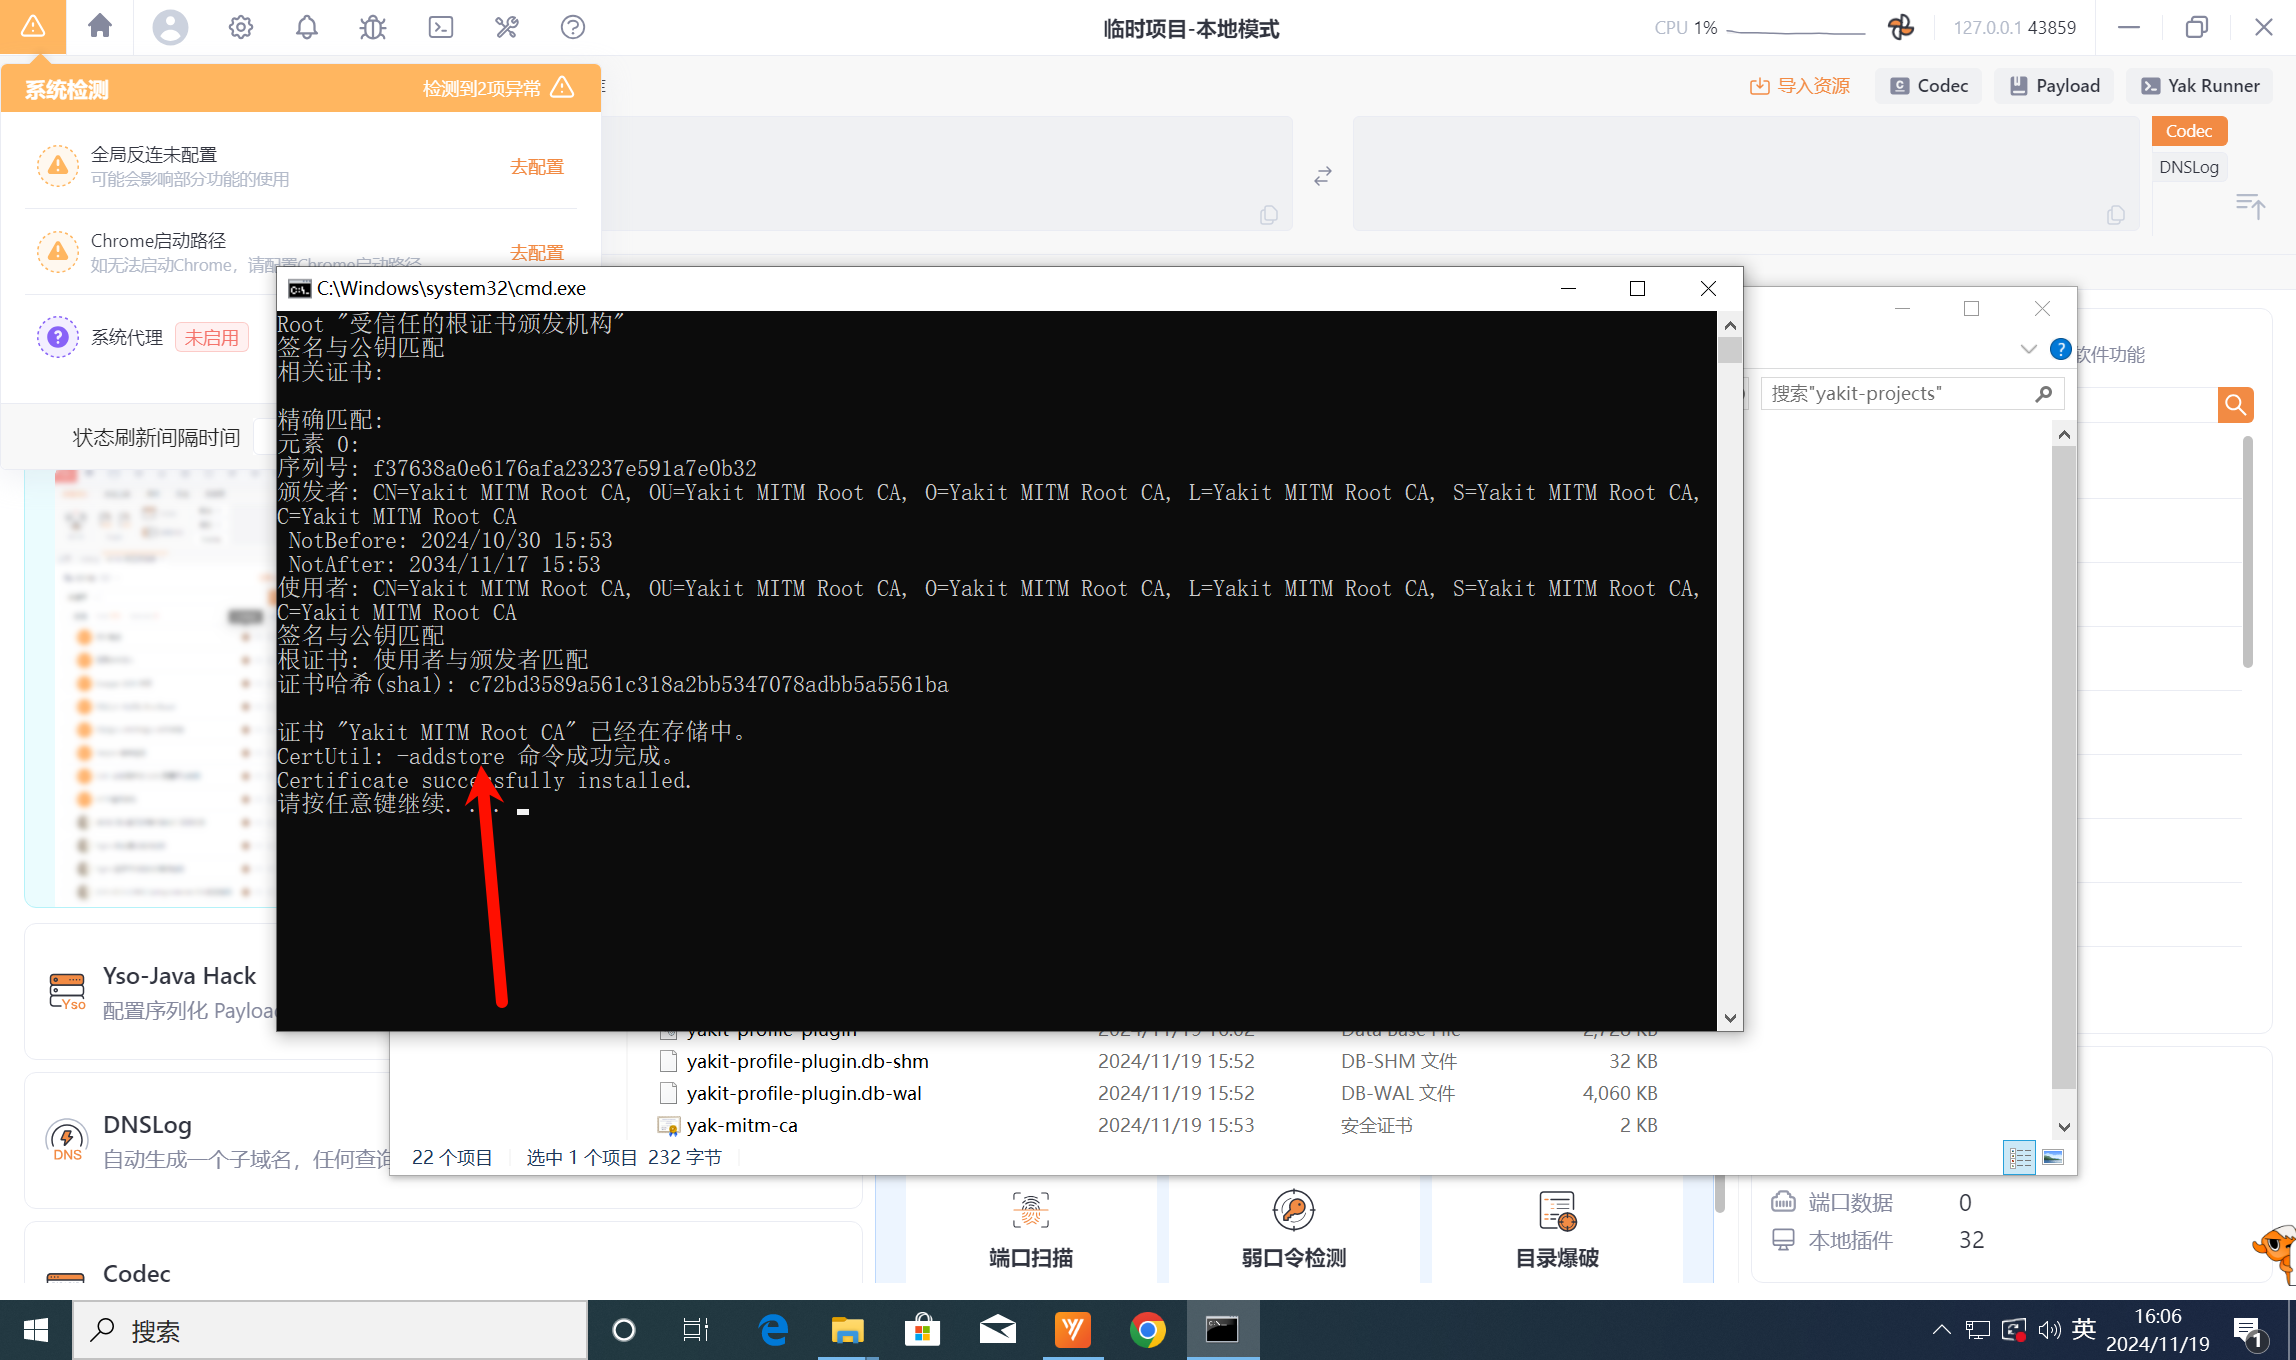 临时项目-本地模式
CPU 1%
127.0.0.1 43859
系统检测
检测到2项异常
导入资源
Codec
Payload
Yak Runner
全局反连未配置
可能会影响部分功能的使用
去配置
Codec
DNSLog
Chrome启动路径
如无法启动Chrome，请配置Chrome启动路径
去配置
系统代理
未启用
状态刷新间隔时间
C:\Windows\system32\cmd.exe
Root "受信任的根证书颁发机构"
签名与公钥匹配
相关证书:
精确匹配:
元素 0:
序列号: f37638a0e6176afa23237e591a7e0b32
颁发者: CN=Yakit MITM Root CA, OU=Yakit MITM Root CA, O=Yakit MITM Root CA, L=Yakit MITM Root CA, S=Yakit MITM Root CA,
C=Yakit MITM Root CA
NotBefore: 2024/10/30 15:53
NotAfter: 2034/11/17 15:53
使用者: CN=Yakit MITM Root CA, OU=Yakit MITM Root CA, O=Yakit MITM Root CA, L=Yakit MITM Root CA, S=Yakit MITM Root CA,
C=Yakit MITM Root CA
签名与公钥匹配
根证书: 使用者与颁发者匹配
证书哈希(sha1): c72bd3589a561c318a2bb5347078adbb5a5561ba
证书 "Yakit MITM Root CA" 已经在存储中。
CertUtil: -addstore 命令成功完成。
Certificate successfully installed.
请按任意键继续. . .
软件功能
搜索"yakit-projects"
Yso-Java Hack
配置序列化 Payload
DNSLog
自动生成一个子域名，任何查询
Codec
yakit-profile-plugin 2024/11/19 16:02 Data Base File 2,728 KB
yakit-profile-plugin.db-shm 2024/11/19 15:52 DB-SHM 文件 32 KB
yakit-profile-plugin.db-wal 2024/11/19 15:52 DB-WAL 文件 4,060 KB
yak-mitm-ca 2024/11/19 15:53 安全证书 2 KB
22 个项目 选中 1 个项目 232 字节
端口扫描
弱口令检测
目录爆破
端口数据 0
本地插件 32
搜索
英
16:06
2024/11/19
1